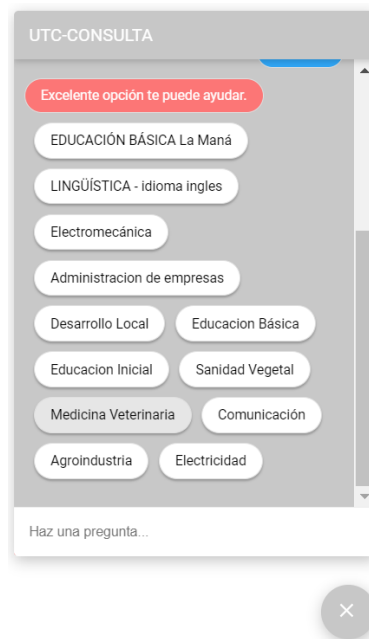 UTC-CONSULTA
Excelente opción te puede ayudar.
EDUCACIÓN BÁSICA La Maná
LINGÜÍSTICA - idioma ingles
Electromecánica
Administracion de empresas
Desarrollo Local Educacion Básica
Educacion Inicial Sanidad Vegetal
Medicina Veterinaria Comunicación
Agroindustria Electricidad
Haz una pregunta...